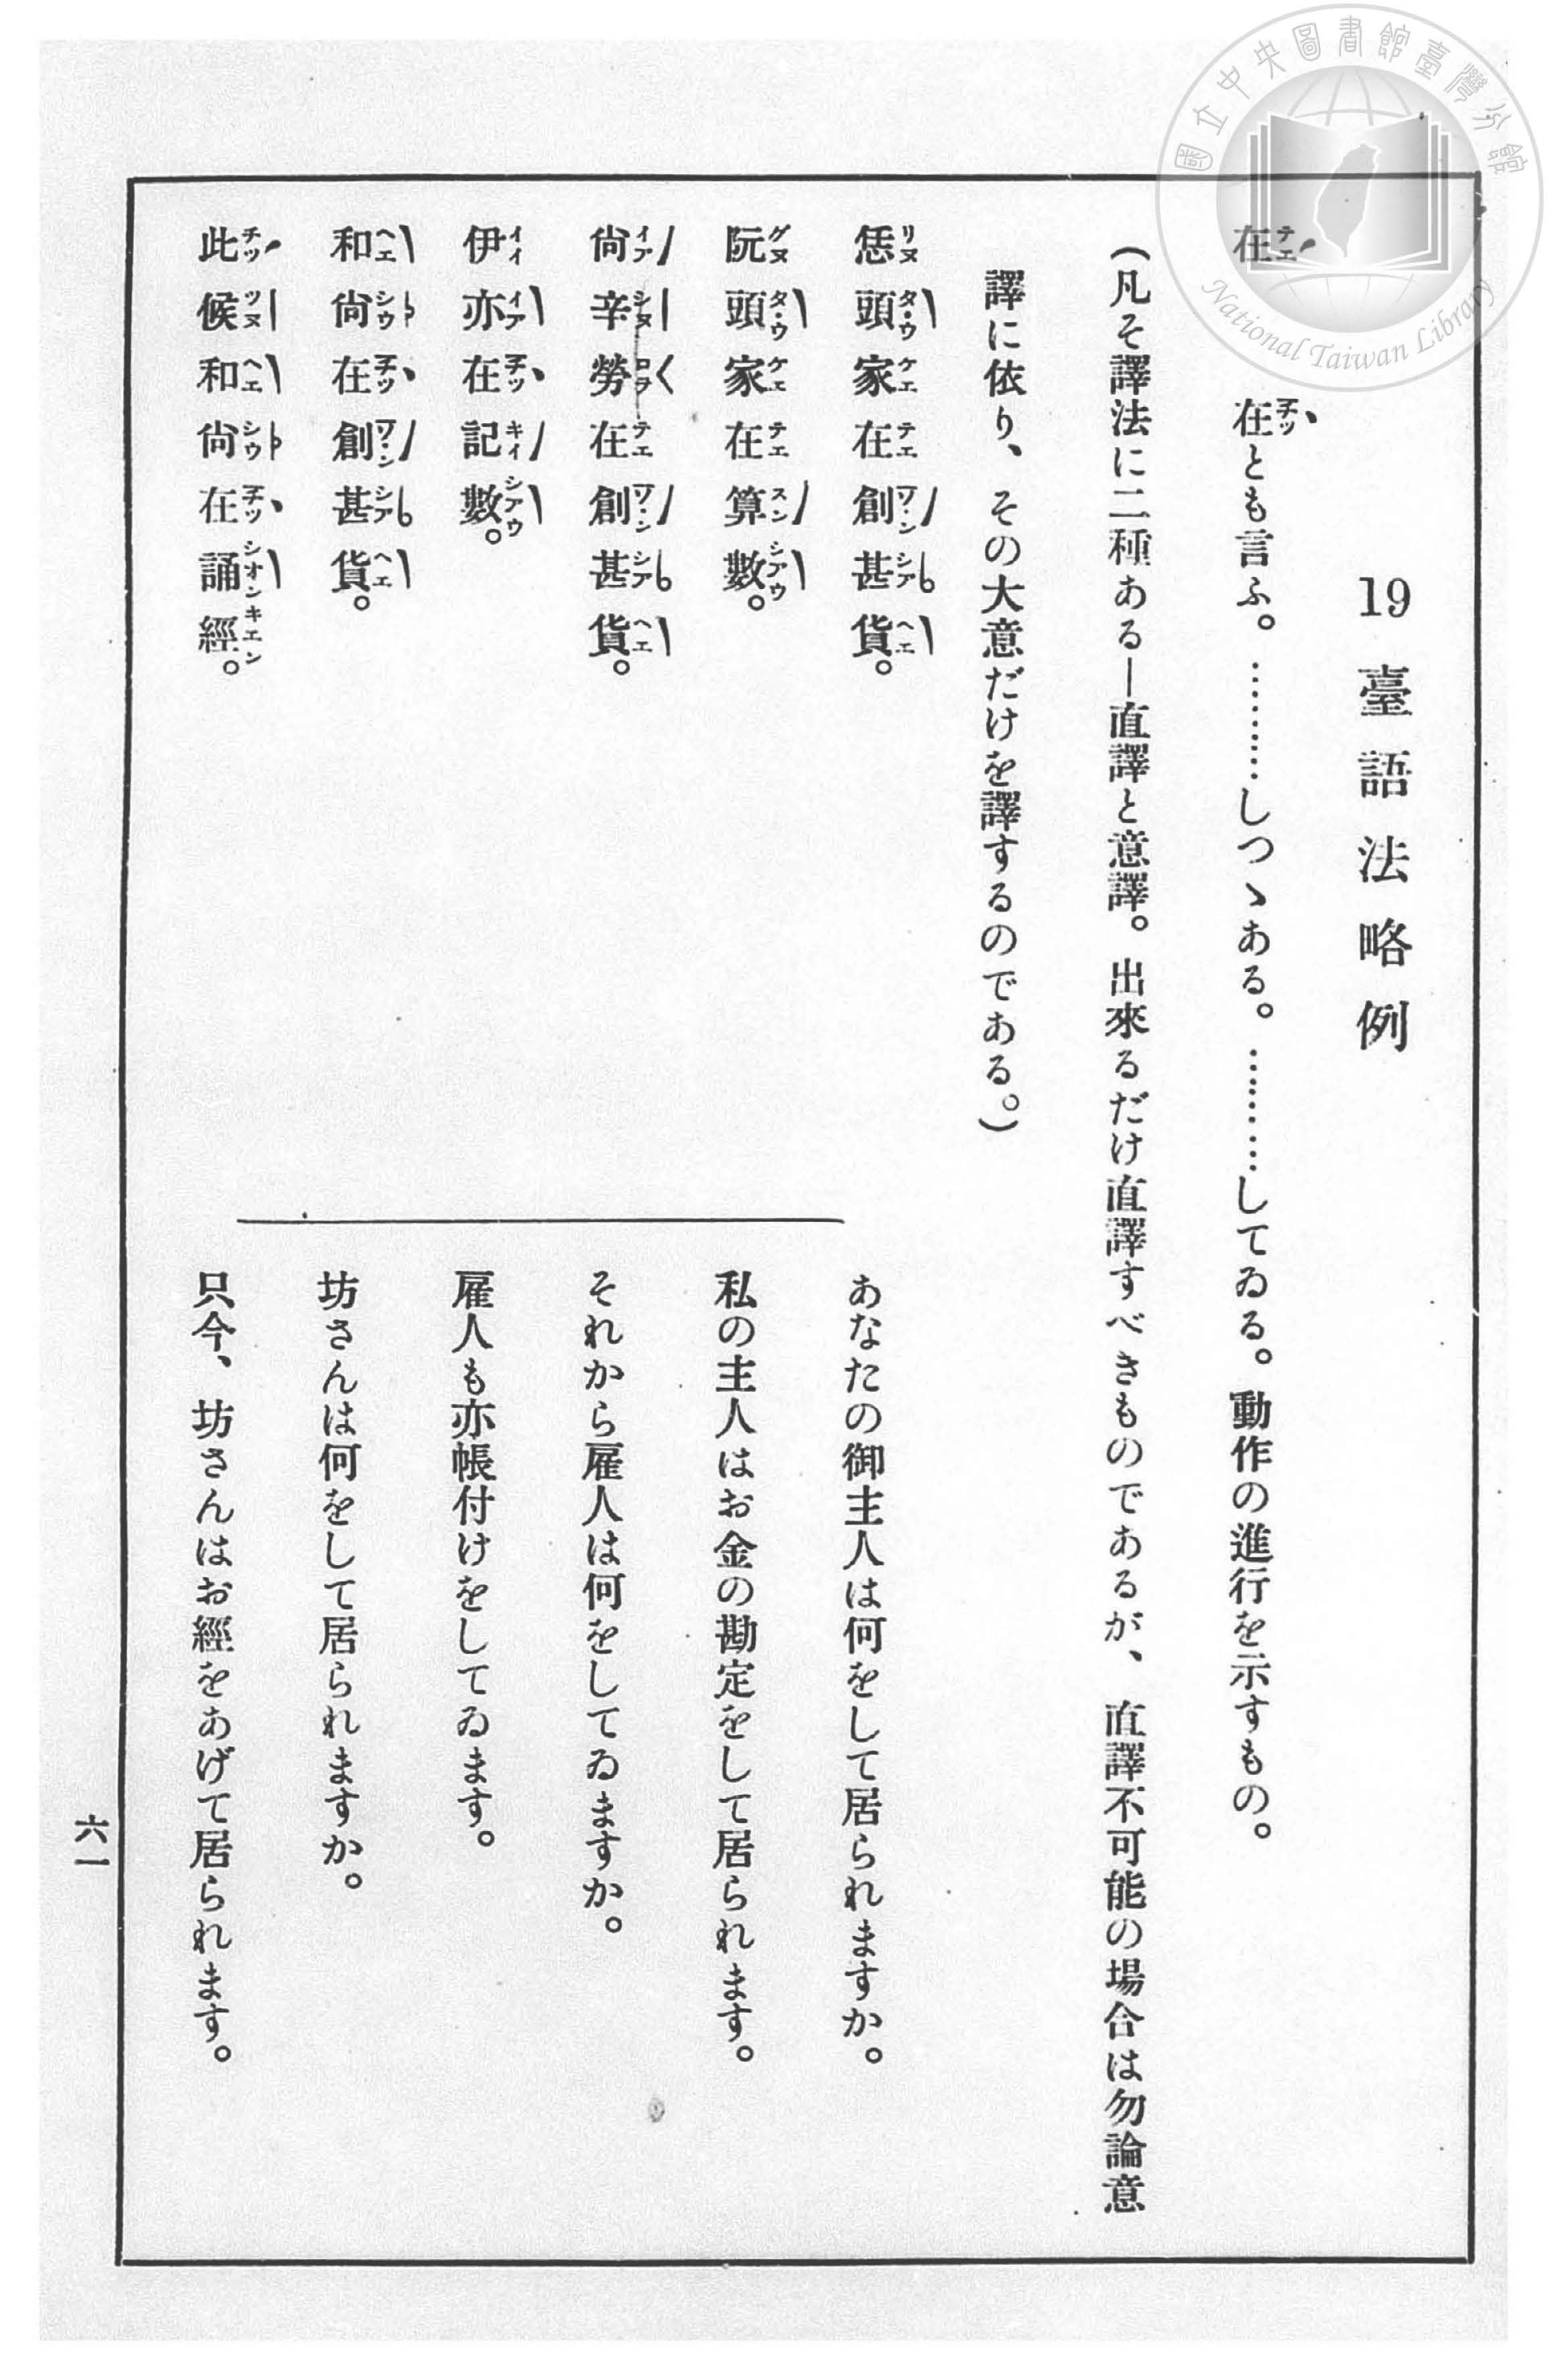 國立中央圖書館臺灣分館
National Taiwan Library
19 臺語法略例
在テエ 在チッとも言ふ。………しつゝある。…………してゐる。動作の進行を示すもの。
(凡そ譯法に二種ある—直譯と意譯。出來るだけ直譯すべきものであるが、直譯不可能の場合は勿論意
譯に依り、その大意だけを譯するのである。)
恁リヌ頭タ・ウ家ケエ在テエ創ワ・ン甚シア貨ヘエ。
あなたの御主人は何をして居られますか。
阮グヌ頭タ・ウ家ケエ在テエ算スン數シアウ。
私の主人はお金の勘定をして居られます。
尙イア辛シヌ勞ロヲ在テエ創ワ・ン甚シア貨ヘエ。
それから雇人は何をしてゐますか。
伊イイ亦イア在チッ記キイ數シアウ。
雇人も亦帳付けをしてゐます。
和ヘエ尙シウ在チッ創ワ・ン甚シア貨ヘエ。
坊さんは何をして居られますか。
此チッ候ツヌ和ヘエ尙シウ在チッ誦シオン經キエン。
只今、坊さんはお經をあげて居られます。
六一